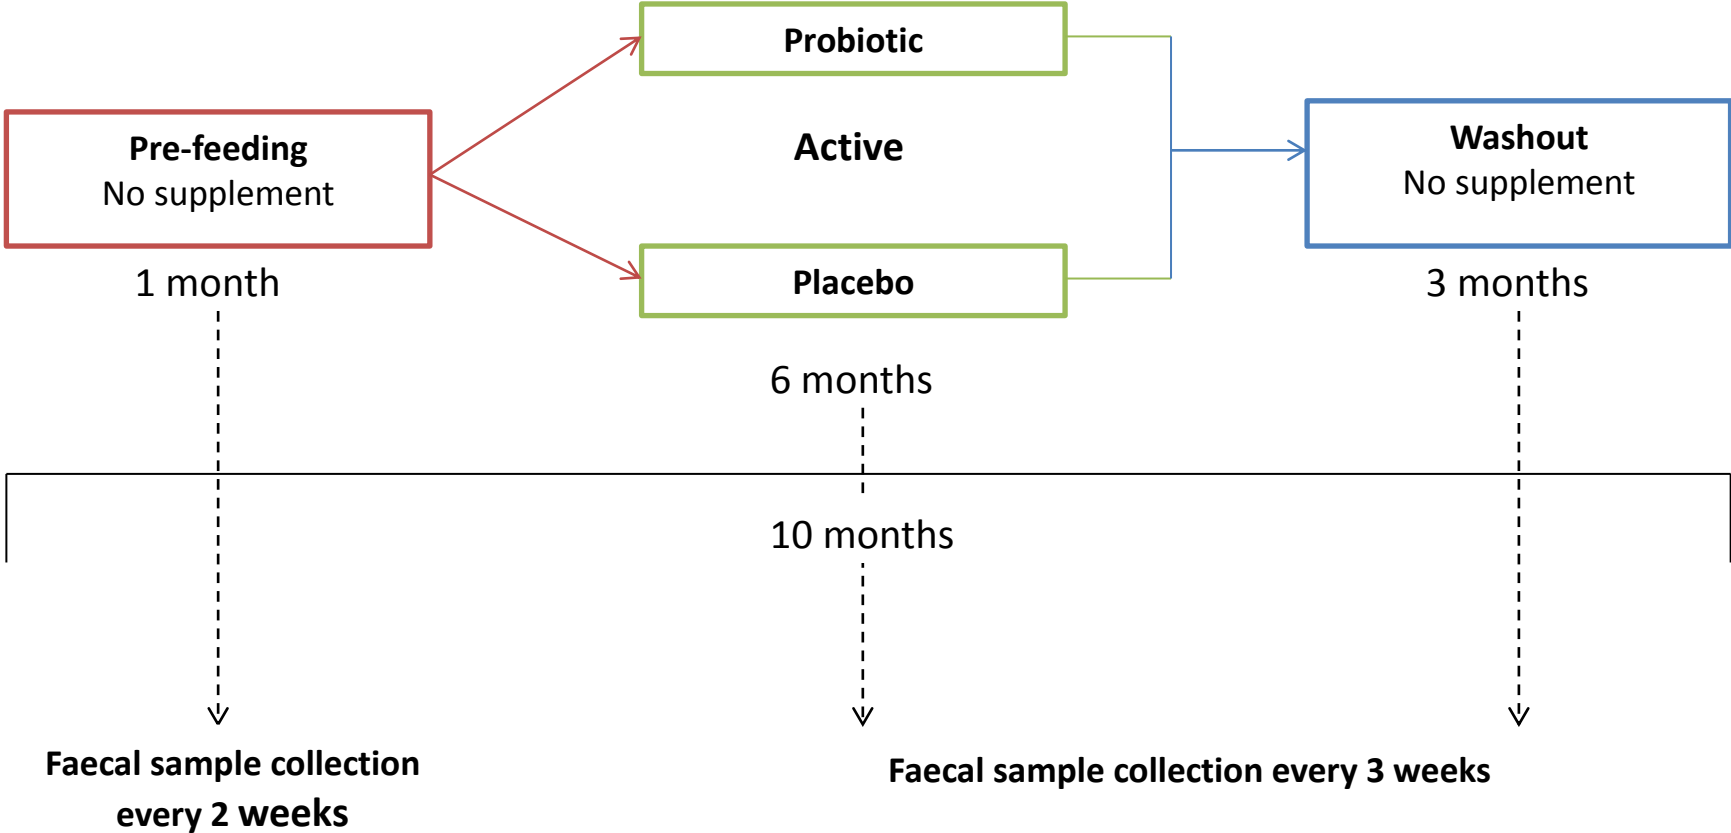 Probiotic
Pre-feeding
No supplement
Active
Washout
No supplement
Placebo
1 month
3 months
6 months
10 months
Faecal sample collection
every 2 weeks
Faecal sample collection every 3 weeks